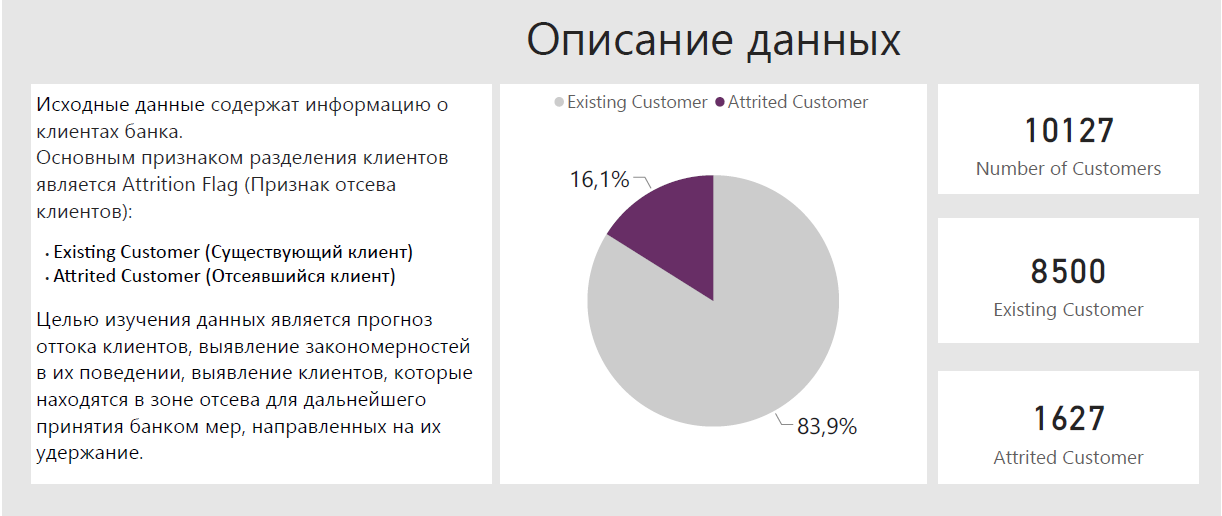 Описание данных
Исходные данные содержат информацию о
клиентах банка.
Основным признаком разделения клиентов
является Attrition Flag (Признак отсева
клиентов):
• Existing Customer (Существующий клиент)
• Attrited Customer (Отсеявшийся клиент)
Целью изучения данных является прогноз
оттока клиентов, выявление закономерностей
в их поведении, выявление клиентов, которые
находятся в зоне отсева для дальнейшего
принятия банком мер, направленных на их
удержание.
Existing Customer Attrited Customer
16,1%
83,9%
10127
Number of Customers
8500
Existing Customer
1627
Attrited Customer